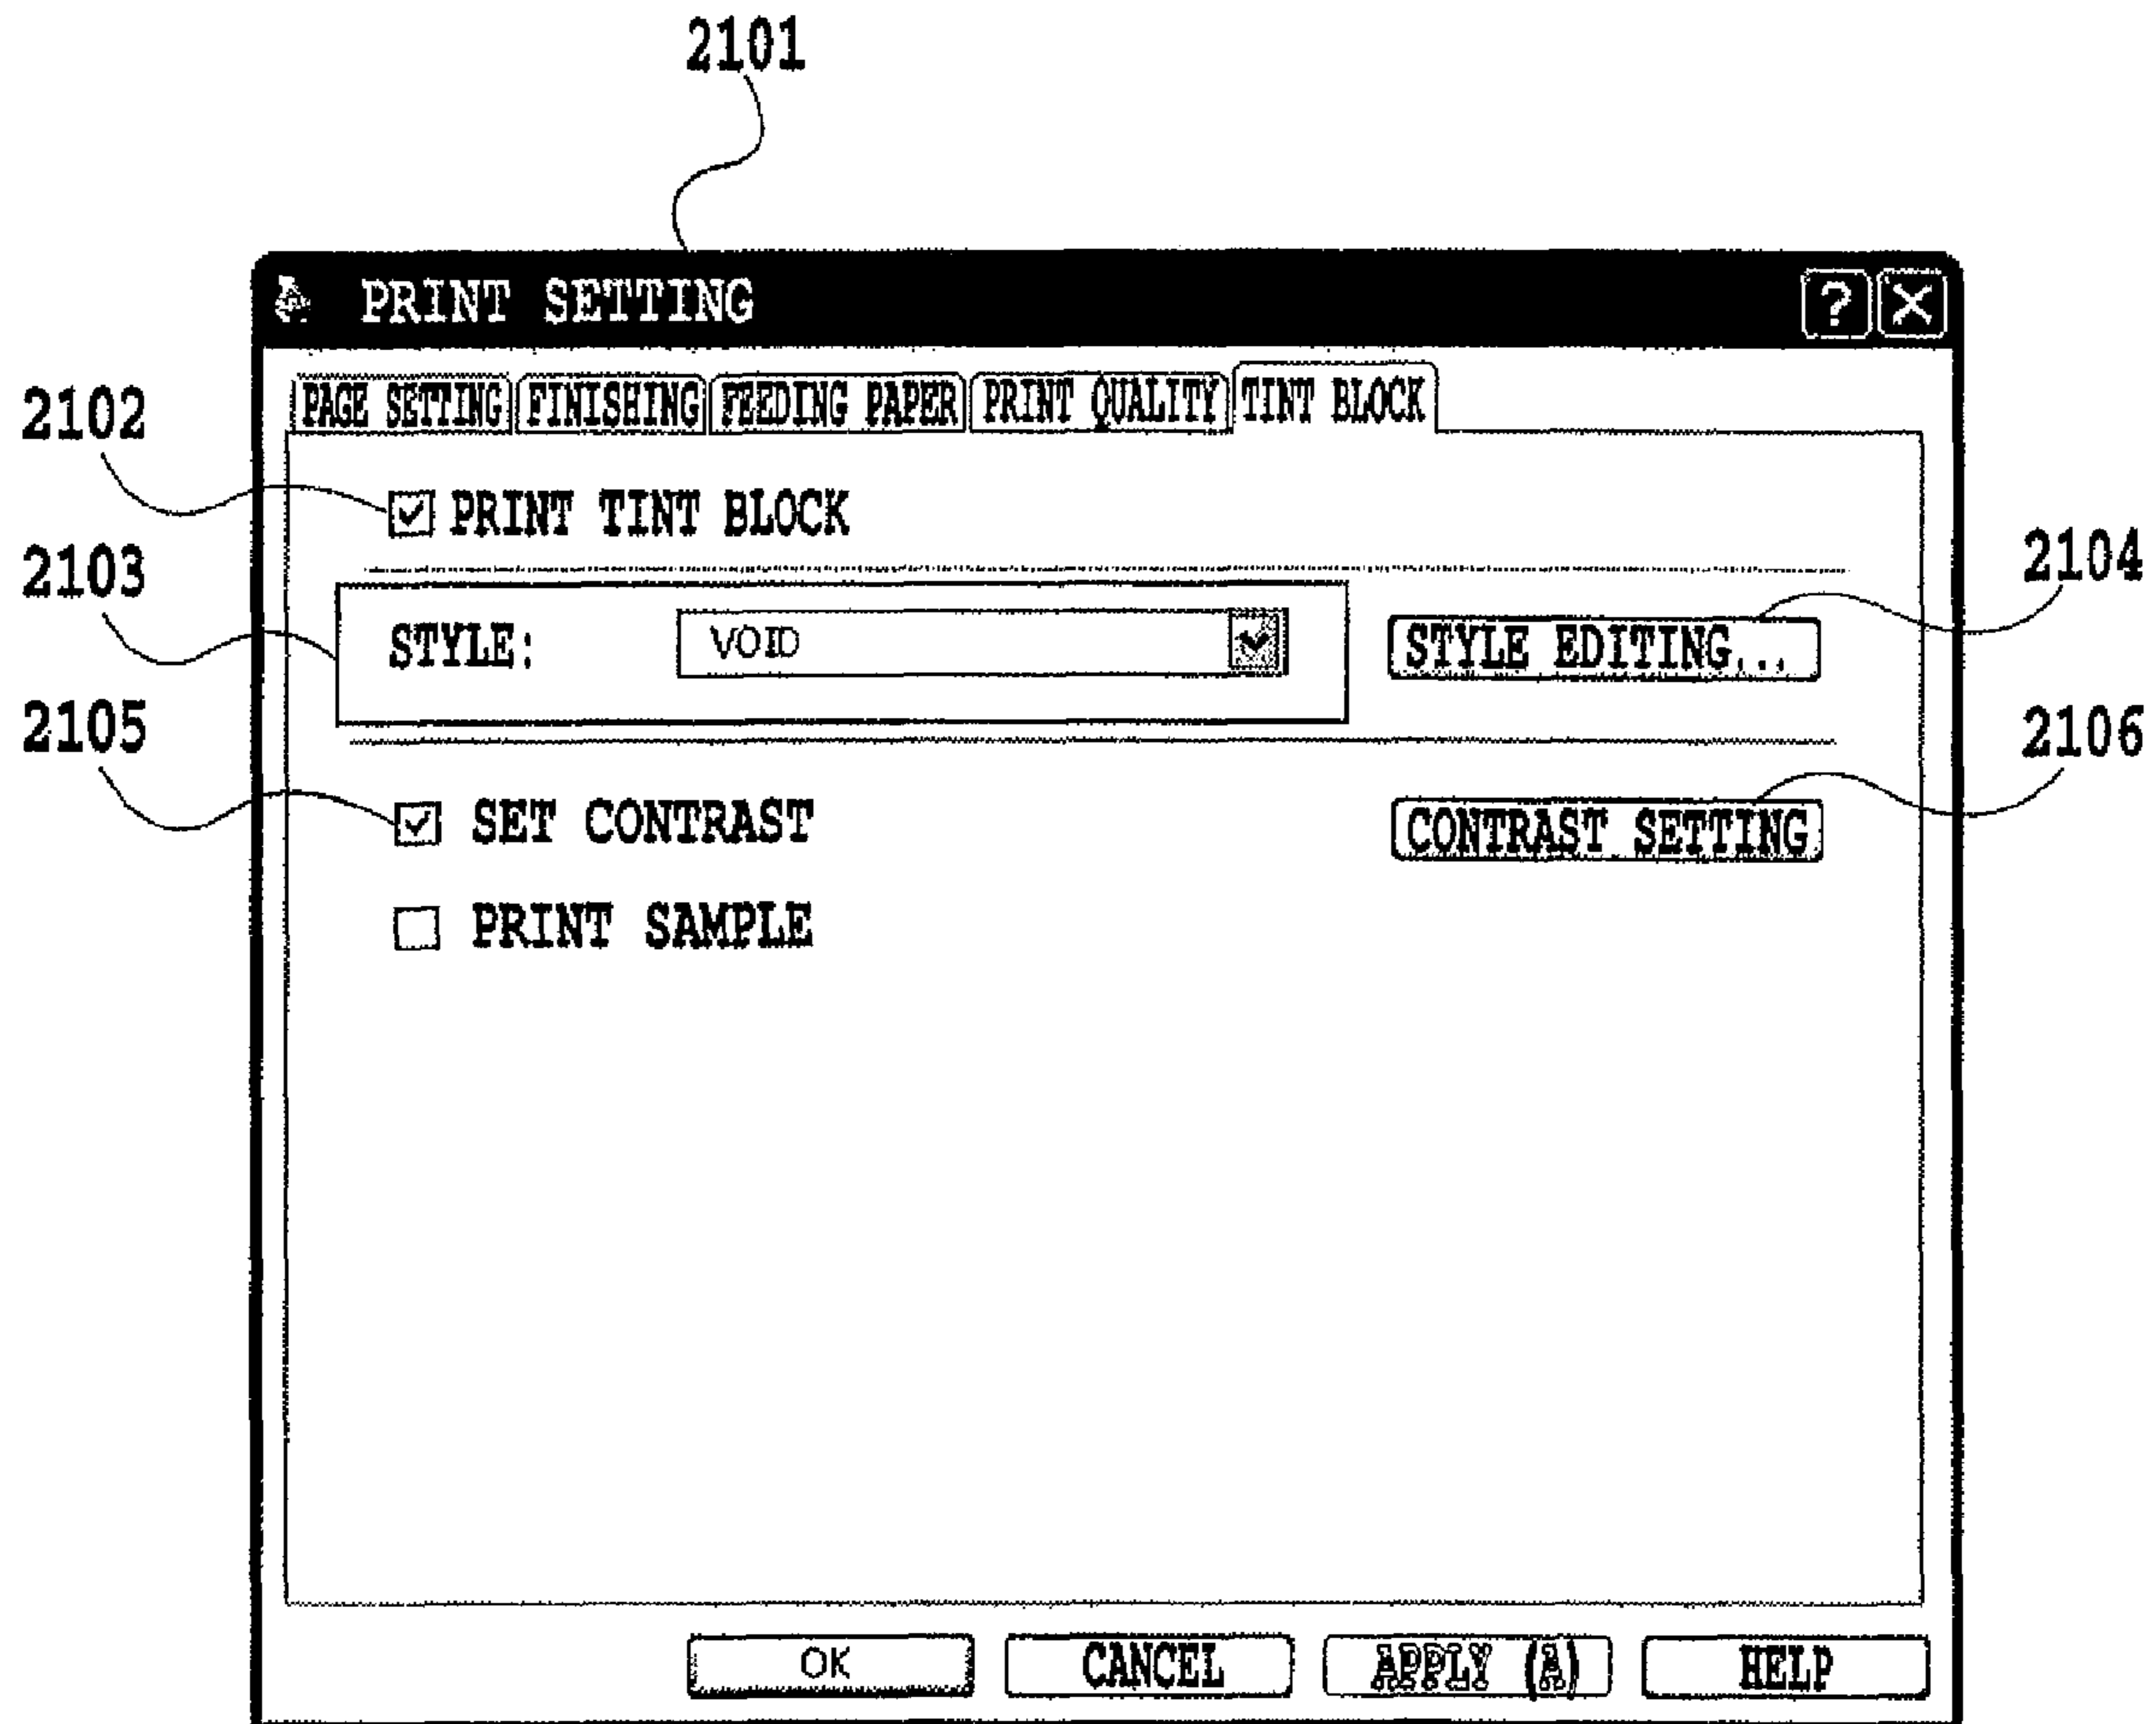 2101
PRINT SETTING ? X
PAGE SETTING FINISHING FEEDING PAPER PRINT QUALITY TINT BLOCK
2102
PRINT TINT BLOCK
2103
2104
STYLE: VOID STYLE EDITING...
2105
2106
SET CONTRAST CONTRAST SETTING
PRINT SAMPLE
OK CANCEL APPLY (A) HELP